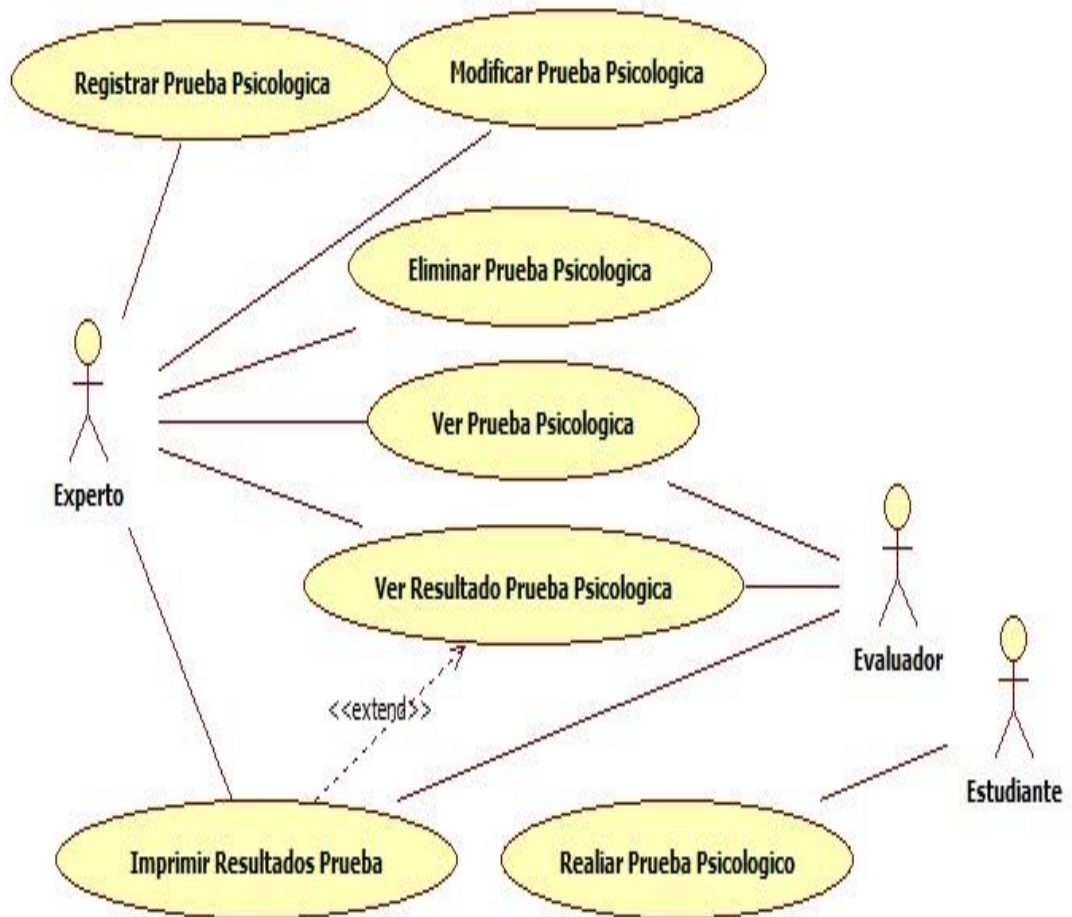 Registrar Prueba Psicologica
Modificar Prueba Psicologica
Eliminar Prueba Psicologica
Ver Prueba Psicologica
Experto
Ver Resultado Prueba Psicologica
Evaluador
<<extend>>
Estudiante
Imprimir Resultados Prueba
Realiar Prueba Psicologico